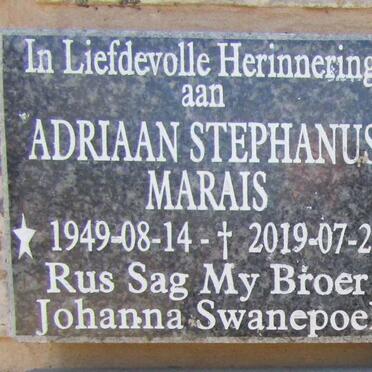 In Liefdevolle Herinnering
aan
ADRIAAN STEPHANUS
MARAIS
★ 1949-08-14 - † 2019-07-2
Rus Sag My Broer
Johanna Swanepoel